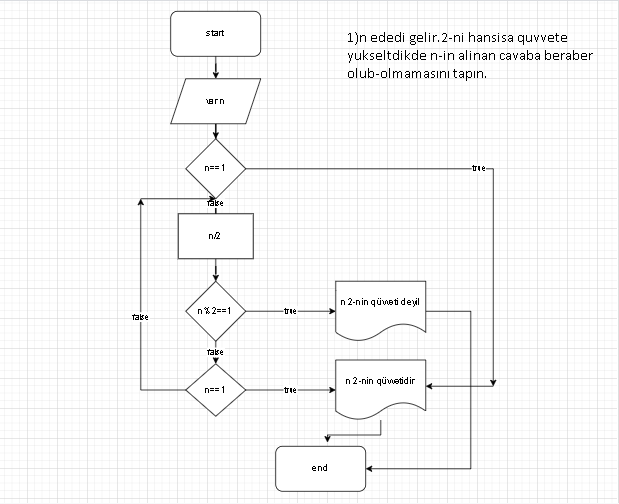 start
1)n ededi gelir.2-ni hansisa quvvete
yukseltdikde n-in alinan cavaba beraber
olub-olmamasını tapın.
var n
n==1
true
false
n/2
n%2==1
true
n 2-nin qüvvəti deyil
false
false
n==1
true
n 2-nin qüvvətidir
end